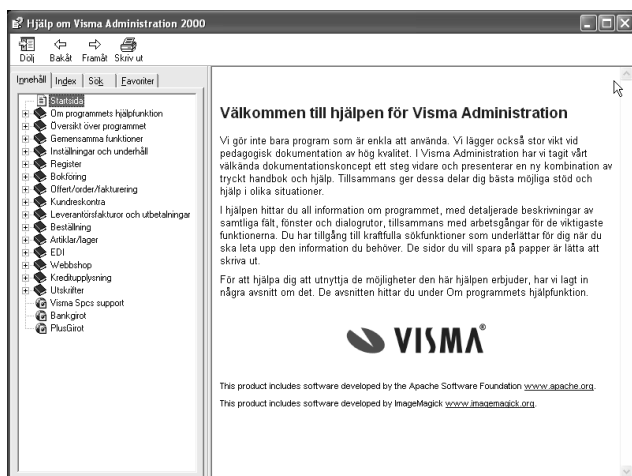 Hjälp om Visma Administration 2000
Dölj Bakåt Framåt Skriv ut
Innehåll Index Sök Favoriter
Startsida
Om programmets hjälpfunktion
Översikt över programmet
Gemensamma funktioner
Inställningar och underhåll
Register
Bokföring
Offert/order/fakturering
Kundreskontra
Leverantörsfakturor och utbetalningar
Beställning
Artiklar/lager
EDI
Webbshop
Kreditupplysning
Utskrifter
Visma Spcs support
Bankgirot
PlusGirot
Välkommen till hjälpen för Visma Administration
Vi gör inte bara program som är enkla att använda. Vi lägger också stor vikt vid
pedagogisk dokumentation av hög kvalitet. I Visma Administration har vi tagit vårt
välkända dokumentationskoncept ett steg vidare och presenterar en ny kombination av
tryckt handbok och hjälp. Tillsammans ger dessa delar dig bästa möjliga stöd och
hjälp i olika situationer.
I hjälpen hittar du all information om programmet, med detaljerade beskrivningar av
samtliga fält, fönster och dialogrutor, tillsammans med arbetsgångar för de viktigaste
funktionerna. Du har tillgång till kraftfulla sökfunktioner som underlättar för dig när du
ska leta upp den information du behöver. De sidor du vill spara på papper är lätta att
skriva ut.
För att hjälpa dig att utnyttja de möjligheter den här hjälpen erbjuder, har vi lagt in
några avsnitt om det. De avsnitten hittar du under Om programmets hjälpfunktion.
VISMA®
This product includes software developed by the Apache Software Foundation www.apache.org.
This product includes software developed by ImageMagick www.imagemagick.org.